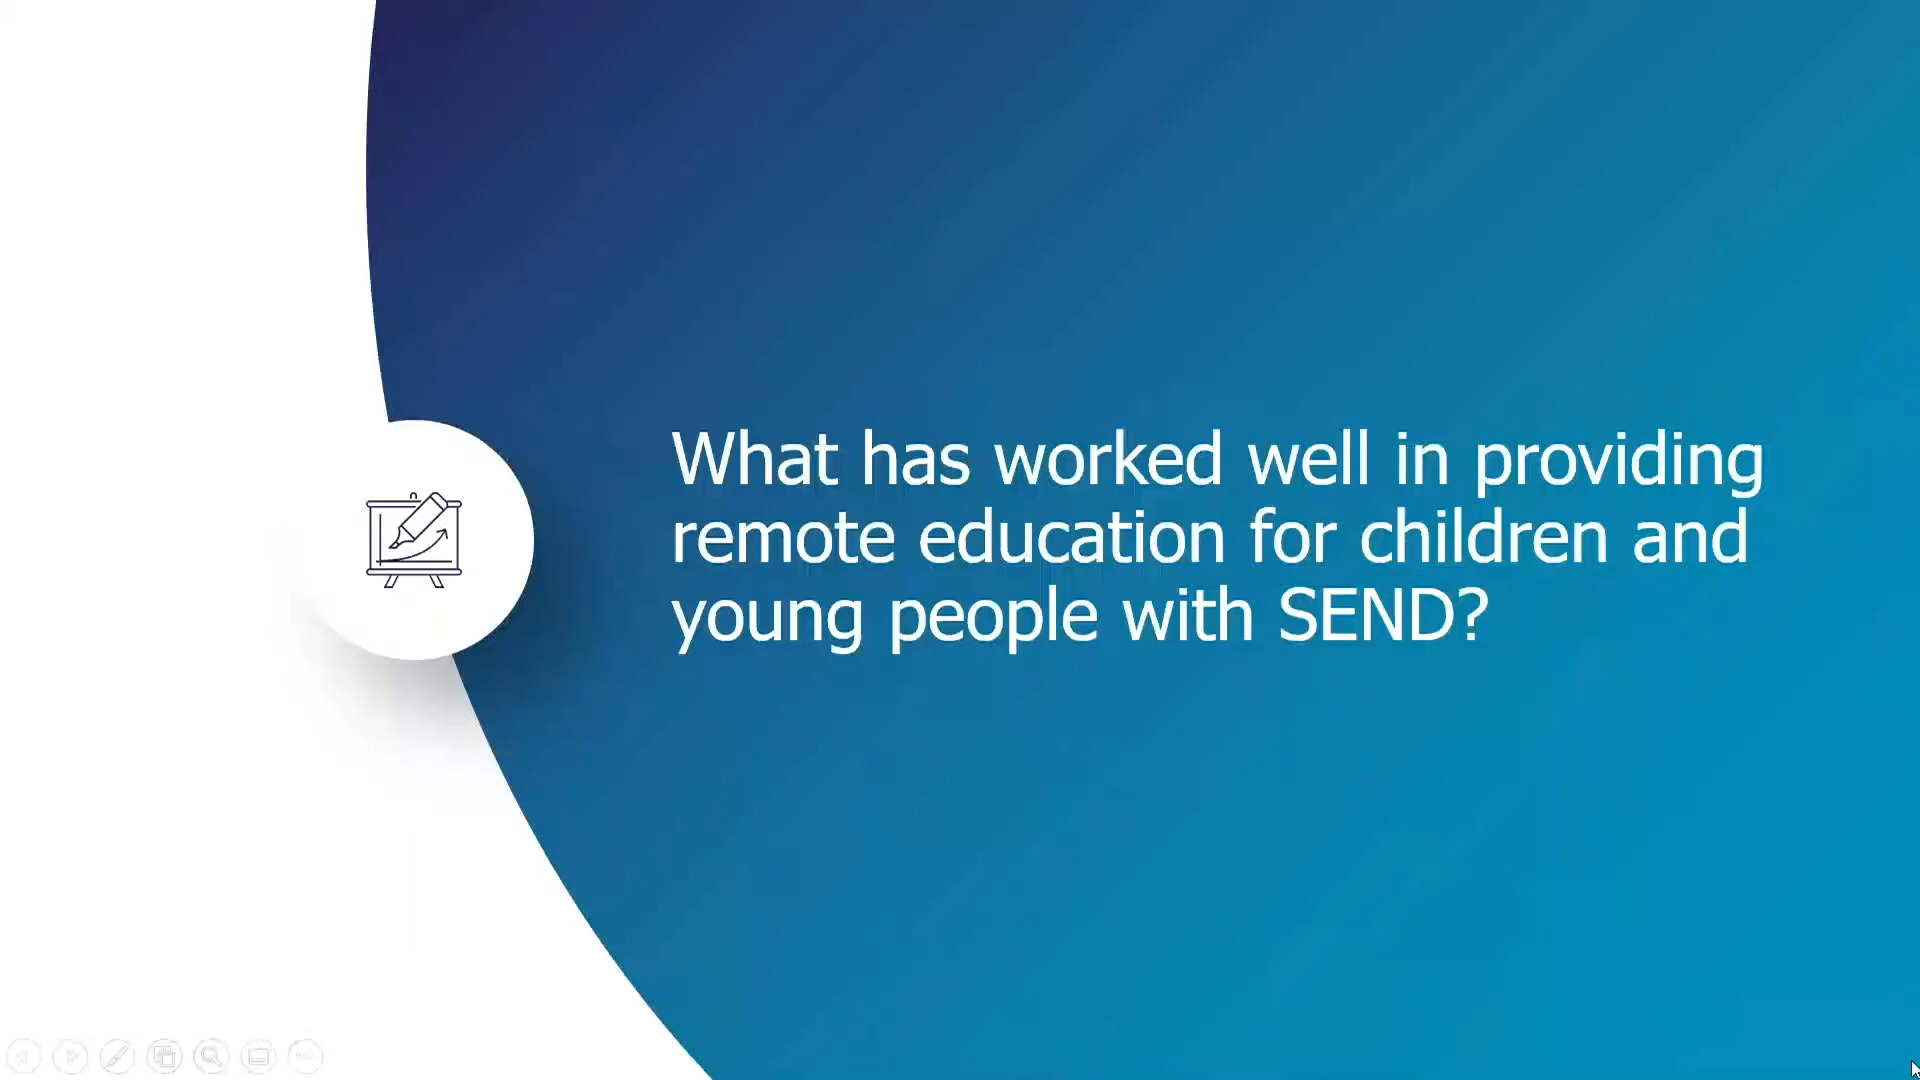 What has worked well in providing
remote education for children and
young people with SEND?